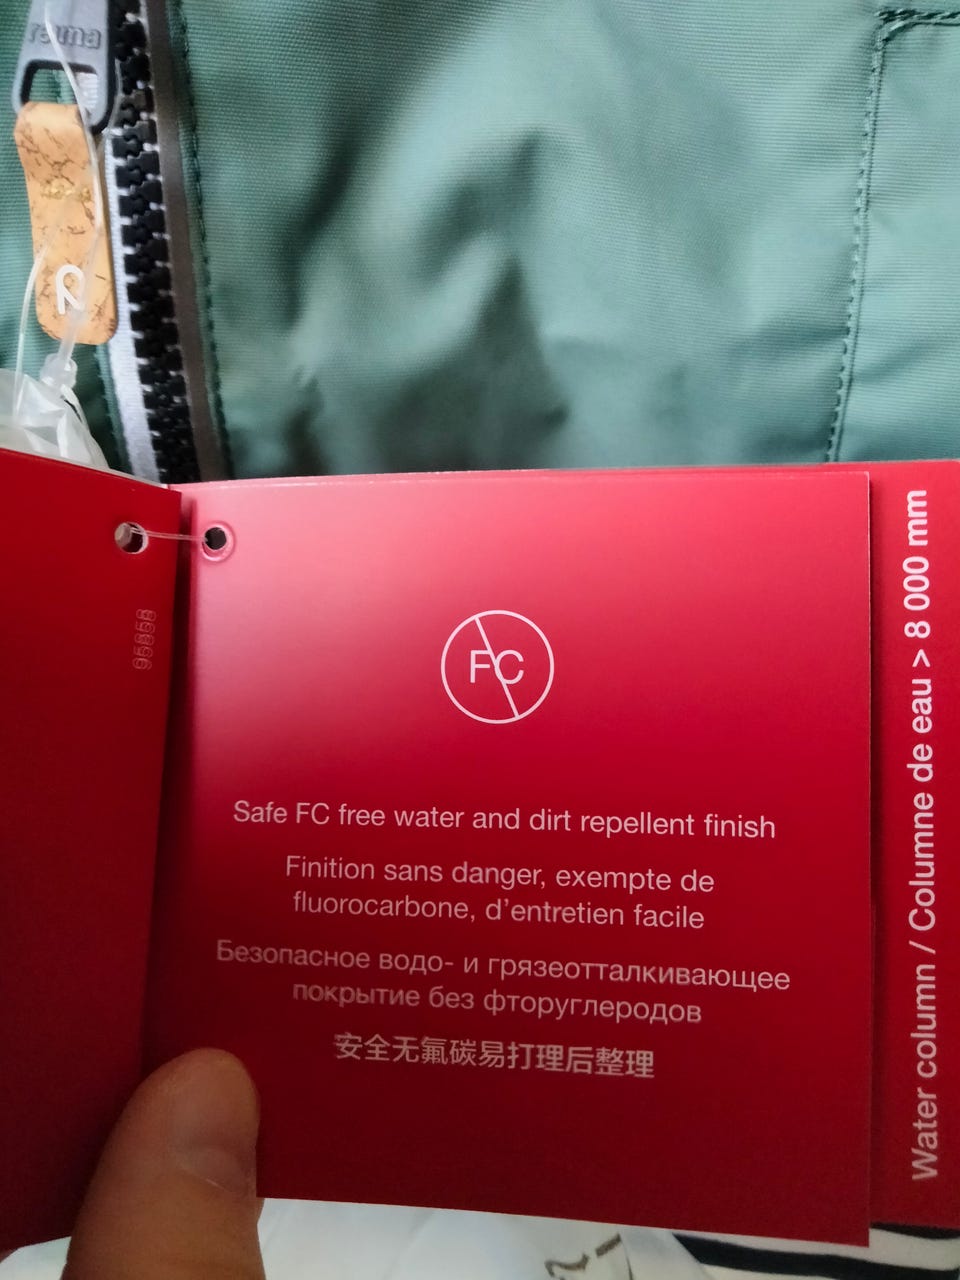 reima
FC
Safe FC free water and dirt repellent finish
Finition sans danger, exempte de
fluorocarbone, d'entretien facile
Безопасное водо- и грязеотталкивающее
покрытие без фторуглеродов
安全无氟碳易打理后整理
Water column / Columne de eau > 8 000 mm